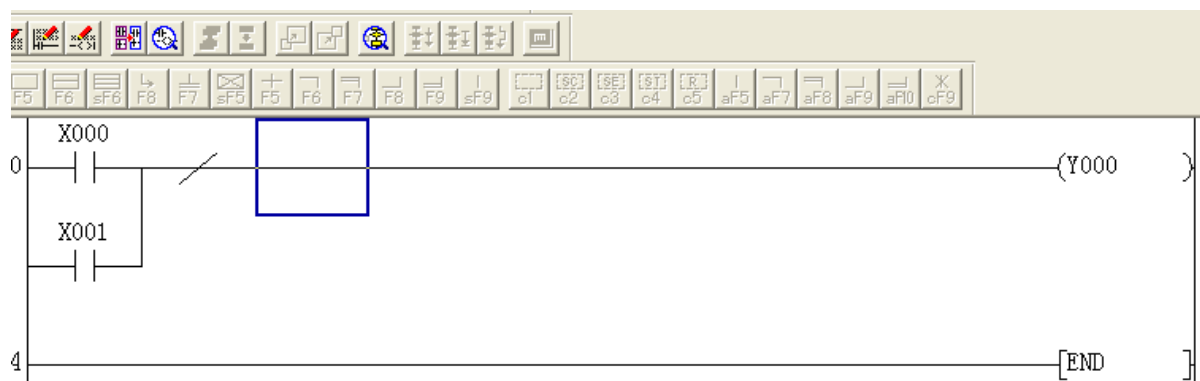 F5 F6 sF6 F8 F7 sF5 F5 F6 F7 F8 F9 sF9 c1 c2 c3 c4 c5 aF5 aF7 aF8 aF9 aF10 cF9
X000
0 (Y000 )
X001
4 [END ]